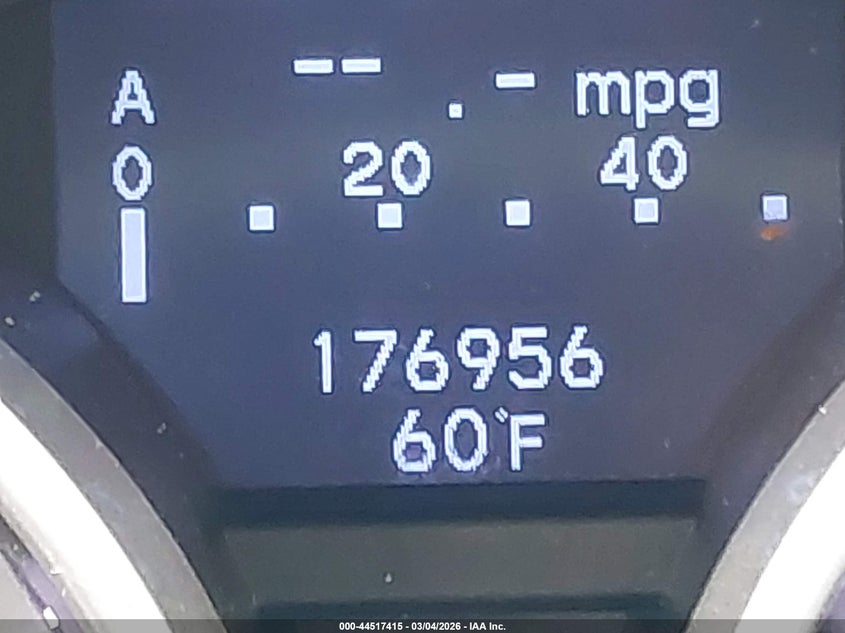 A -- . - mpg
0 20 40
176956
60°F
000-44517415 - 03/04/2026 - IAA Inc.